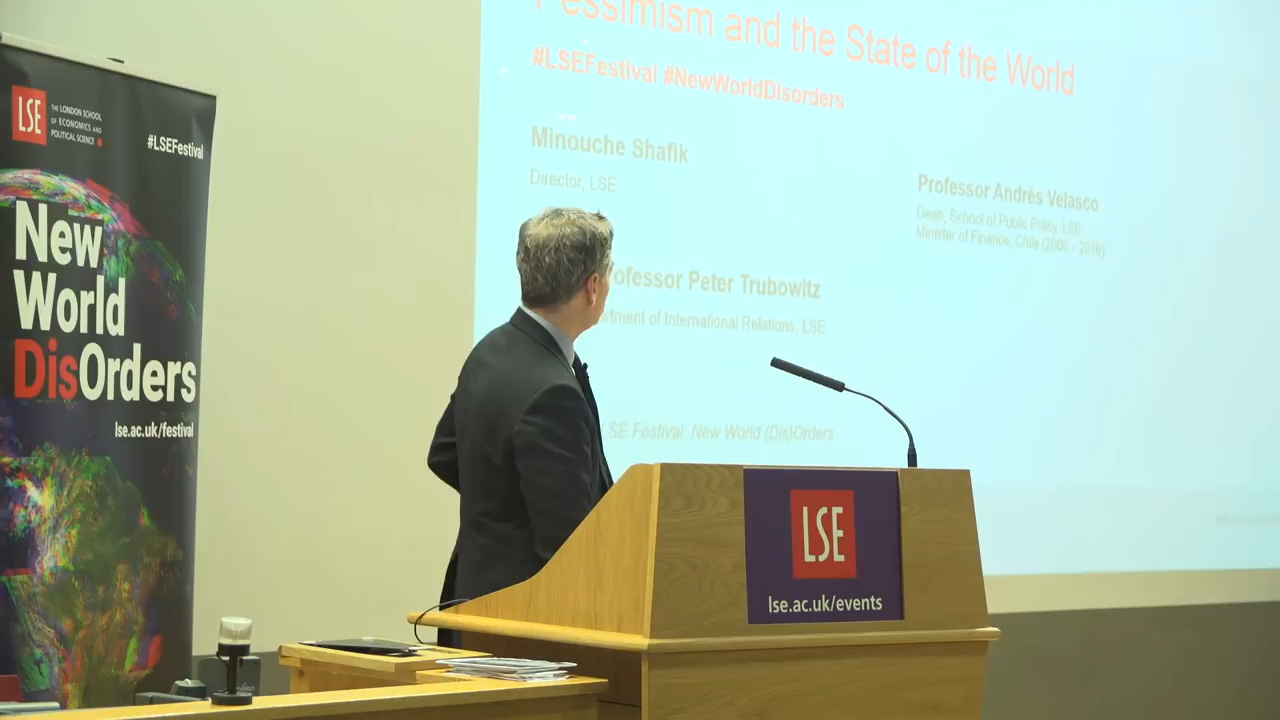 LSE
THE LONDON SCHOOL
OF ECONOMICS AND
POLITICAL SCIENCE
#LSEFestival
New
World
DisOrders
lse.ac.uk/festival
Pessimism and the State of the World
#LSEFestival #NewWorldDisorders
Minouche Shafik
Director, LSE
Professor Andrés Velasco
Dean, School of Public Policy, LSE.
Minister of Finance, Chile (2006 - 2010)
ofessor Peter Trubowitz
rtment of International Relations, LSE.
LSE Festival: New World (Dis)Orders
LSE
lse.ac.uk/events